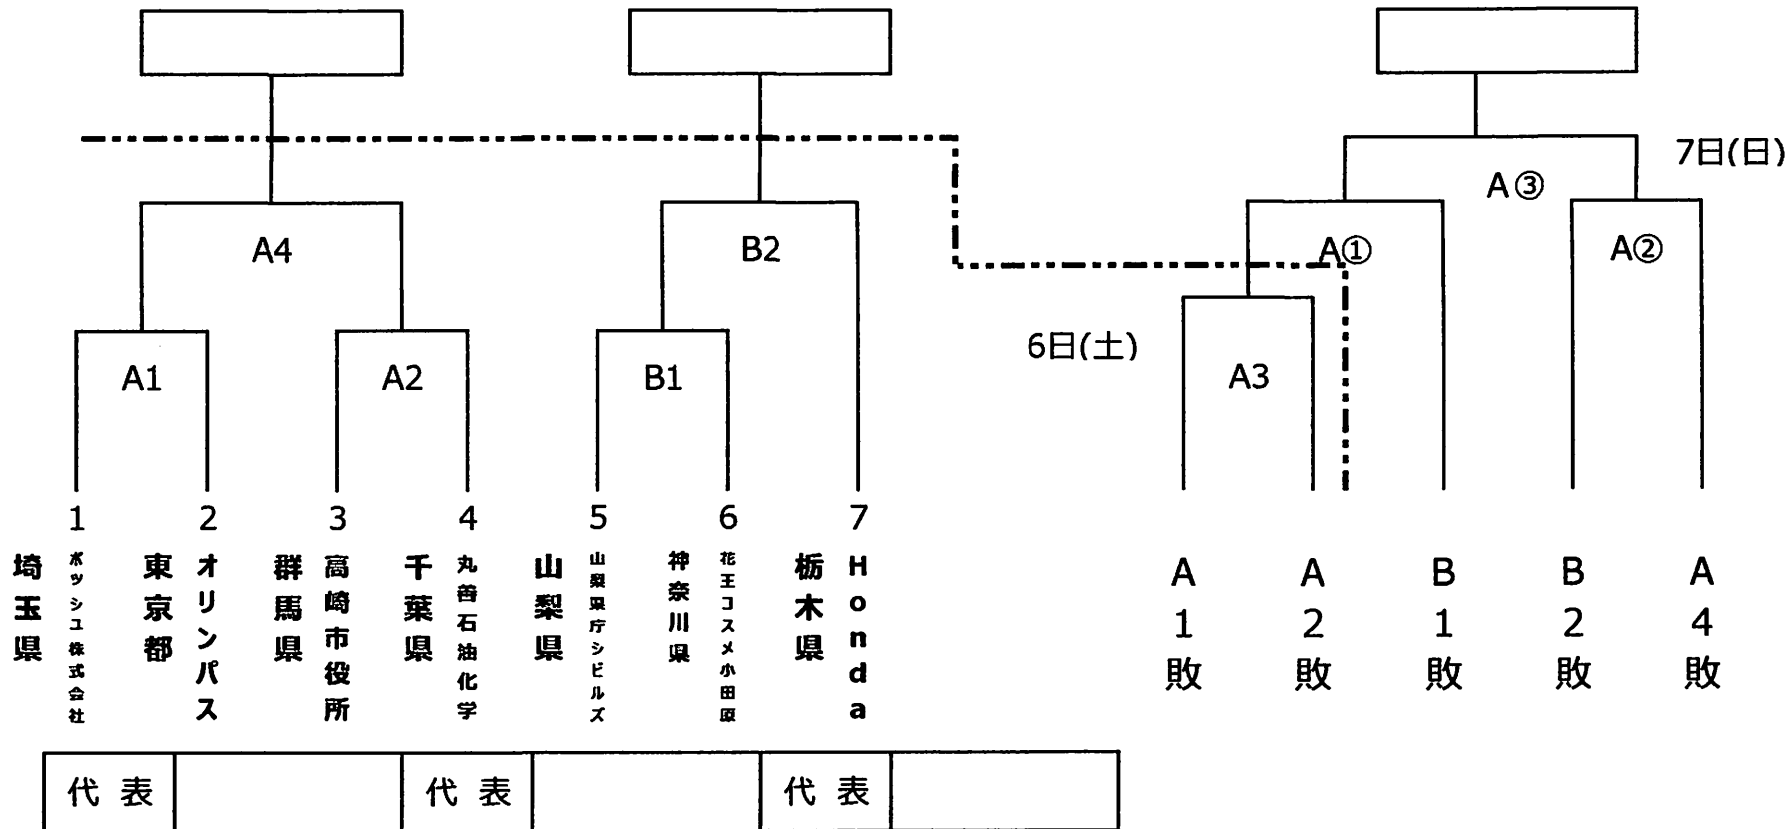 7日(日)
A③
A4
B2
A①
A②
6日(土)
A1
A2
B1
A3
1
2
3
4
5
6
7
埼玉県
ボッシュ株式会社
東京都
オリンパス
群馬県
高崎市役所
千葉県
丸善石油化学
山梨県
山梨県庁シビルズ
神奈川県
花王コスメ小田原
栃木県
Honda
A1敗
A2敗
B1敗
B2敗
A4敗
代表
代表
代表